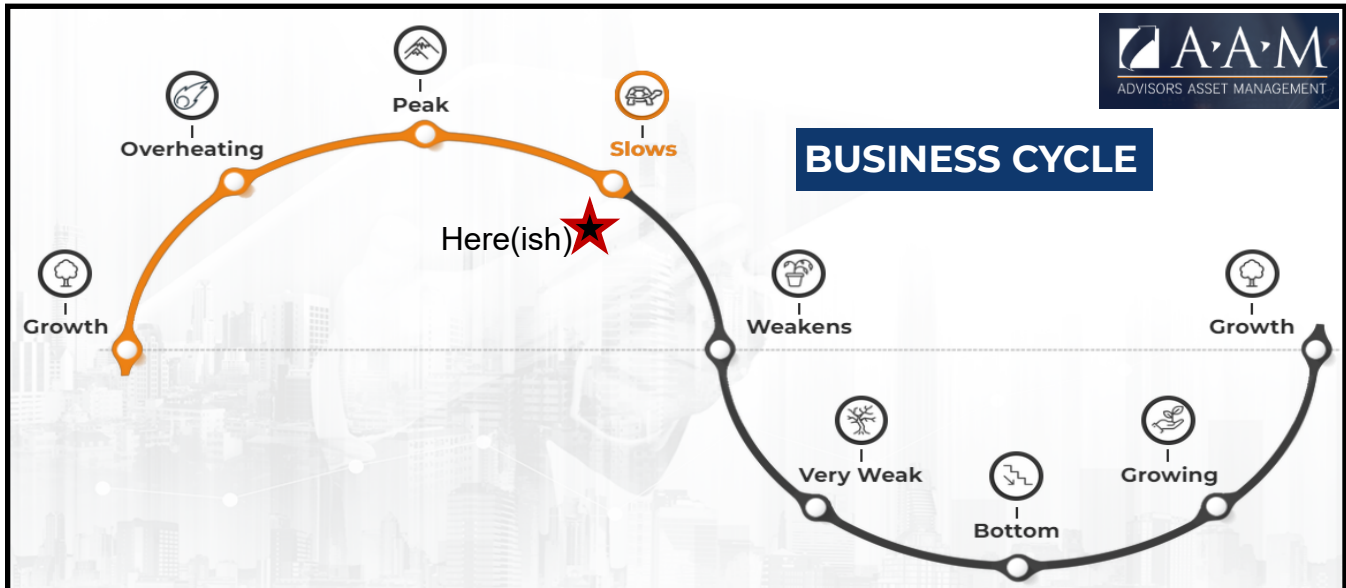 A·A·M
ADVISORS ASSET MANAGEMENT
BUSINESS CYCLE
Peak
Overheating
Slows
Here(ish)
Growth
Weakens
Growth
Very Weak
Growing
Bottom